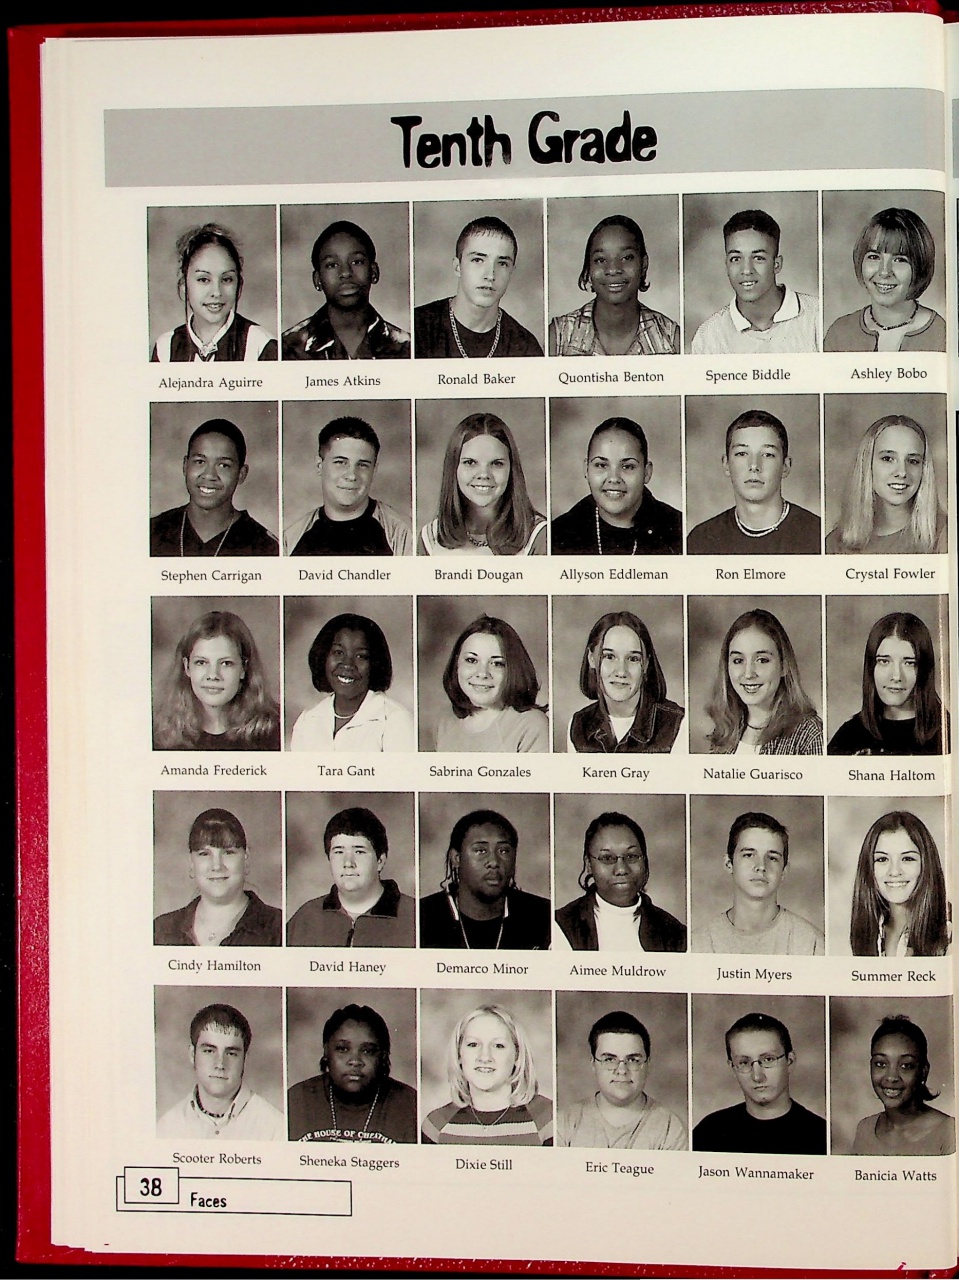 Tenth Grade
Alejandra Aguirre James Atkins Ronald Baker Quontisha Benton Spence Biddle Ashley Bobo
Stephen Carrigan David Chandler Brandi Dougan Allyson Eddleman Ron Elmore Crystal Fowler
Amanda Frederick Tara Gant Sabrina Gonzales Karen Gray Natalie Guarisco Shana Haltom
Cindy Hamilton David Haney Demarco Minor Aimee Muldrow Justin Myers Summer Reck
HOUSE OF
Scooter Roberts Sheneka Staggers Dixie Still Eric Teague Jason Wannamaker Banicia Watts
38 Faces